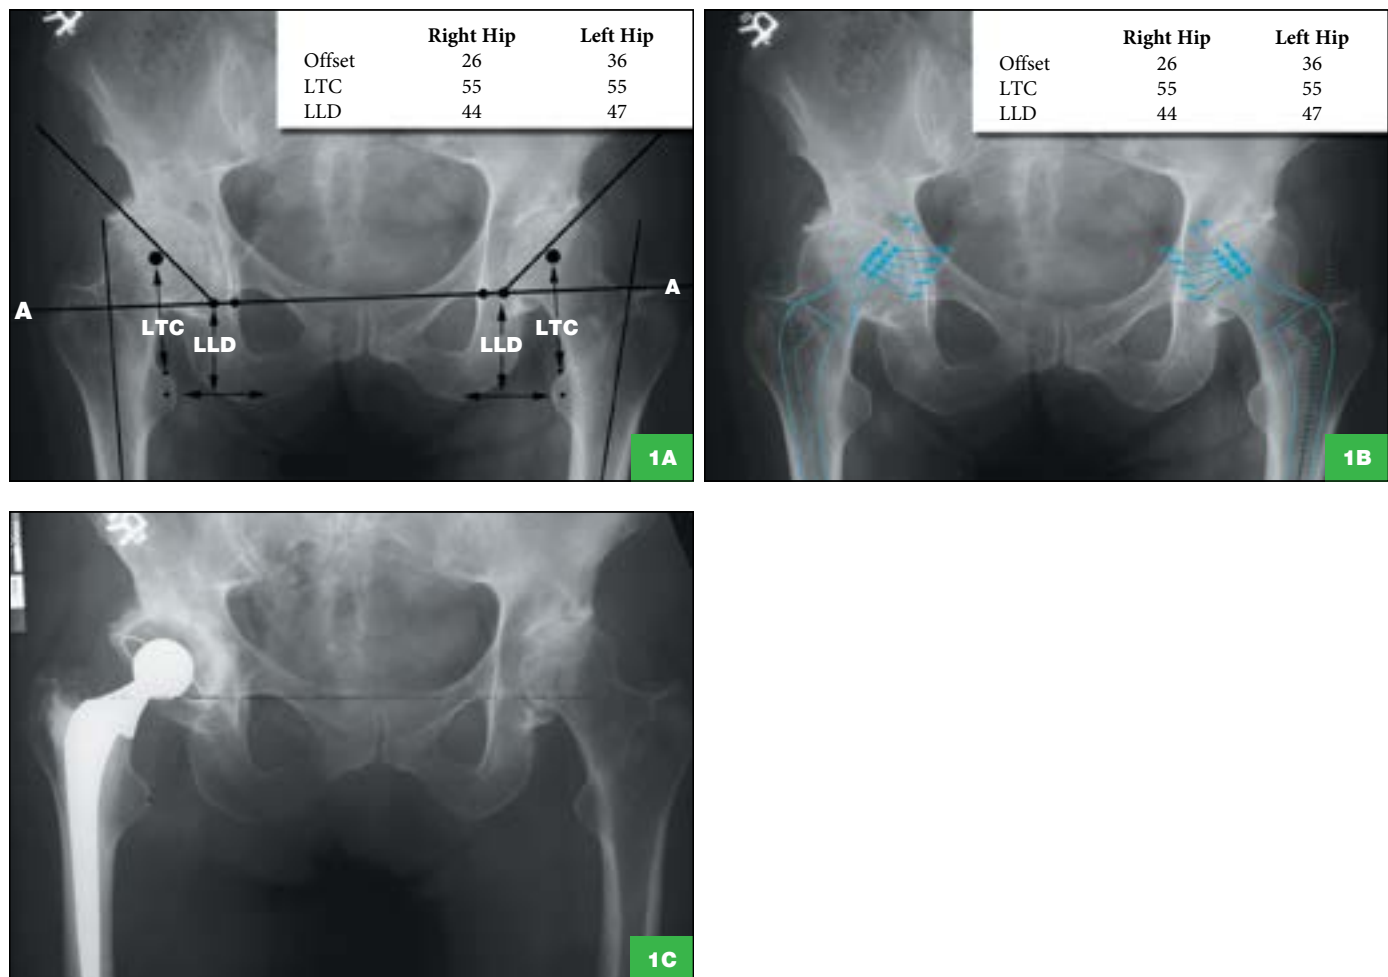 R
Right Hip Left Hip
Offset 26 36
LTC 55 55
LLD 44 47
A
A
LTC
LLD
LLD
LTC
1A
R
Right Hip Left Hip
Offset 26 36
LTC 55 55
LLD 44 47
1B
R
1C